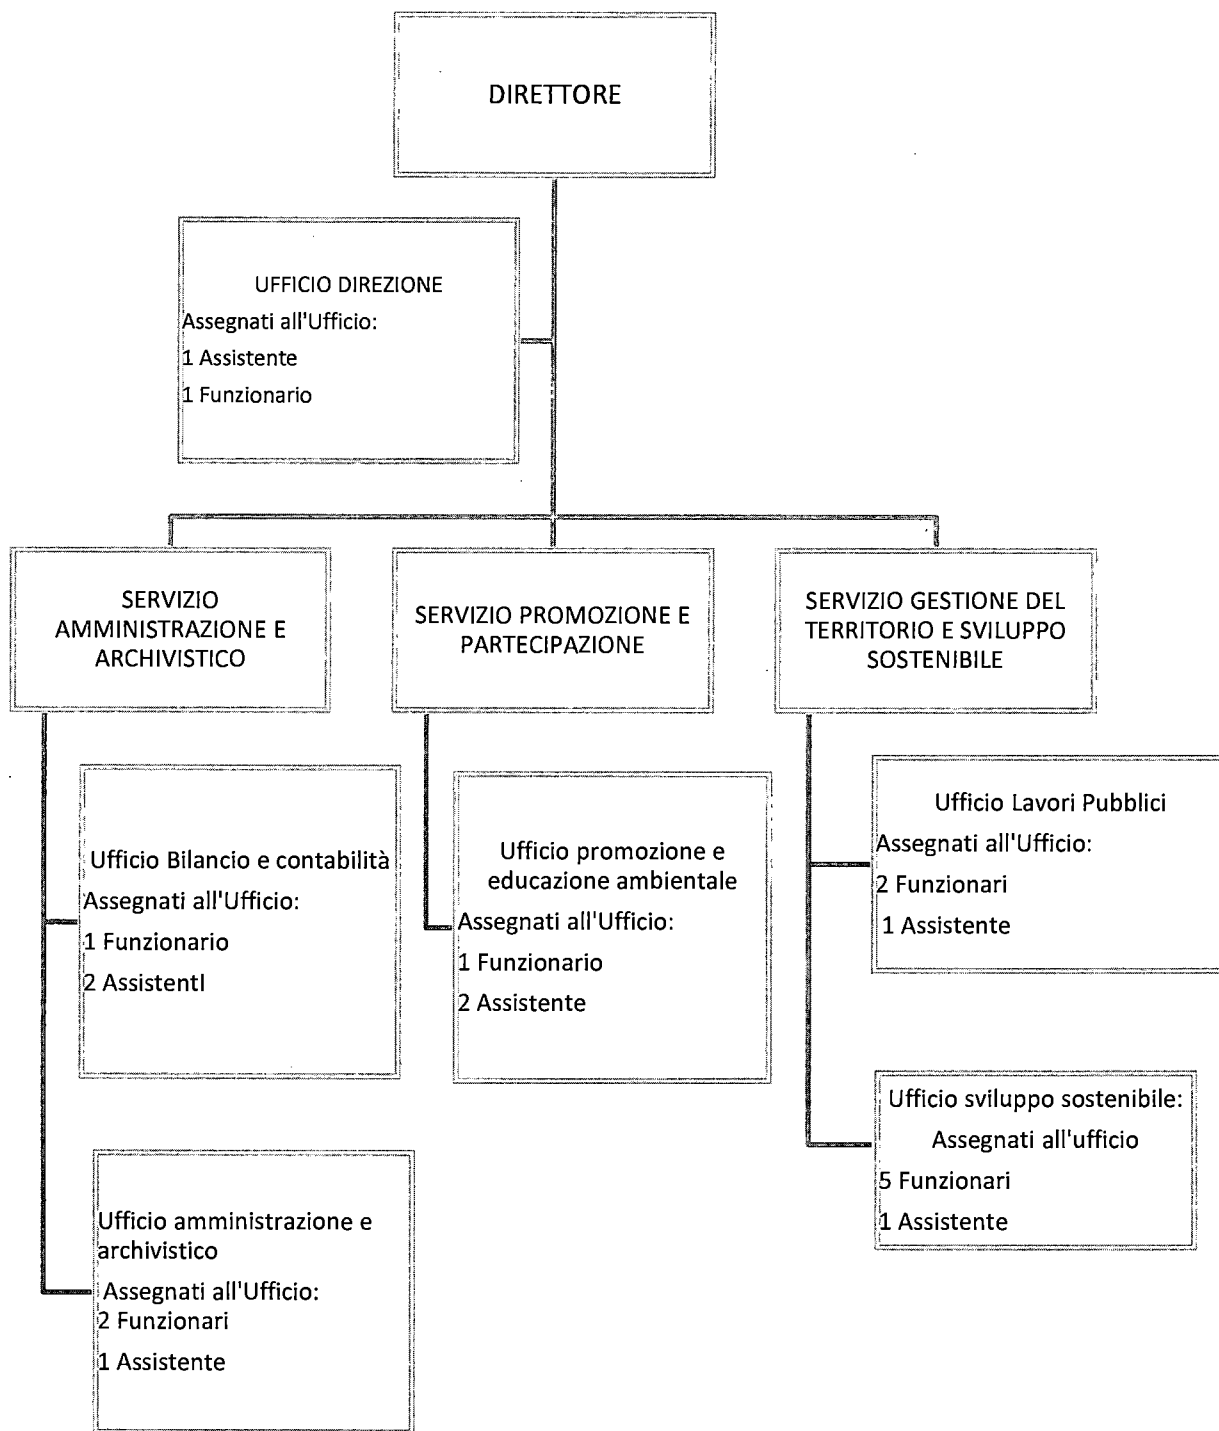 DIRETTORE
UFFICIO DIREZIONE
Assegnati all'Ufficio:
1 Assistente
1 Funzionario
SERVIZIO
AMMINISTRAZIONE E
ARCHIVISTICO
SERVIZIO PROMOZIONE E
PARTECIPAZIONE
SERVIZIO GESTIONE DEL
TERRITORIO E SVILUPPO
SOSTENIBILE
Ufficio Bilancio e contabilità
Assegnati all'Ufficio:
1 Funzionario
2 AssistentI
Ufficio amministrazione e
archivistico
Assegnati all'Ufficio:
2 Funzionari
1 Assistente
Ufficio promozione e
educazione ambientale
Assegnati all'Ufficio:
1 Funzionario
2 Assistente
Ufficio Lavori Pubblici
Assegnati all'Ufficio:
2 Funzionari
1 Assistente
Ufficio sviluppo sostenibile:
Assegnati all'ufficio
5 Funzionari
1 Assistente